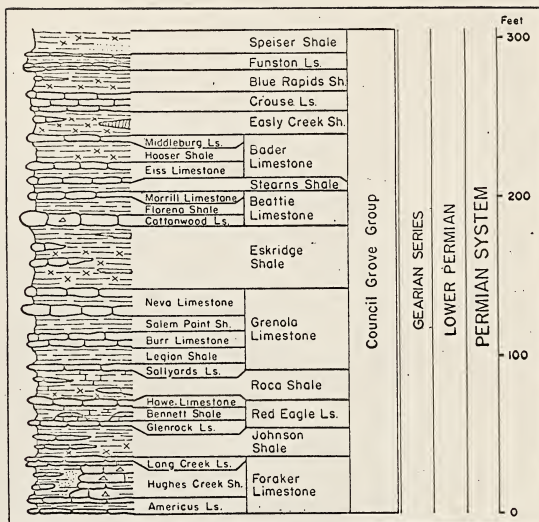 Feet
300
Speiser Shale
Funston Ls.
Blue Rapids Sh.
Crouse Ls.
Easly Creek Sh.
Middleburg Ls.
Hooser Shale
Eiss Limestone
Bader
Limestone
Stearns Shale
200
Morrill Limestone
Florena Shale
Cottonwood Ls.
Beattie
Limestone
Eskridge
Shale
Neva Limestone
Salem Point Sh.
Burr Limestone
Legion Shale
Sallyards Ls.
Grenola
Limestone
100
Roca Shale
Howe Limestone
Bennett Shale
Glenrock Ls.
Red Eagle Ls.
Johnson
Shale
Long Creek Ls.
Hughes Creek Sh.
Americus Ls.
Foraker
Limestone
0
Council Grove Group
GEARIAN SERIES
LOWER PERMIAN
PERMIAN SYSTEM